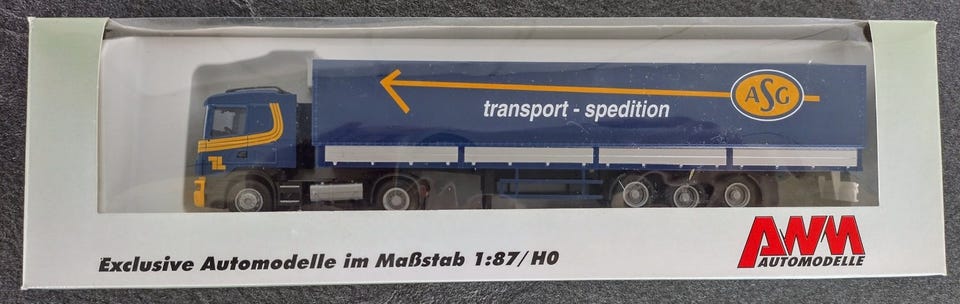 ASG
transport - spedition
Exclusive Automodelle im Maßstab 1:87/H0
AWM
AUTOMODELLE